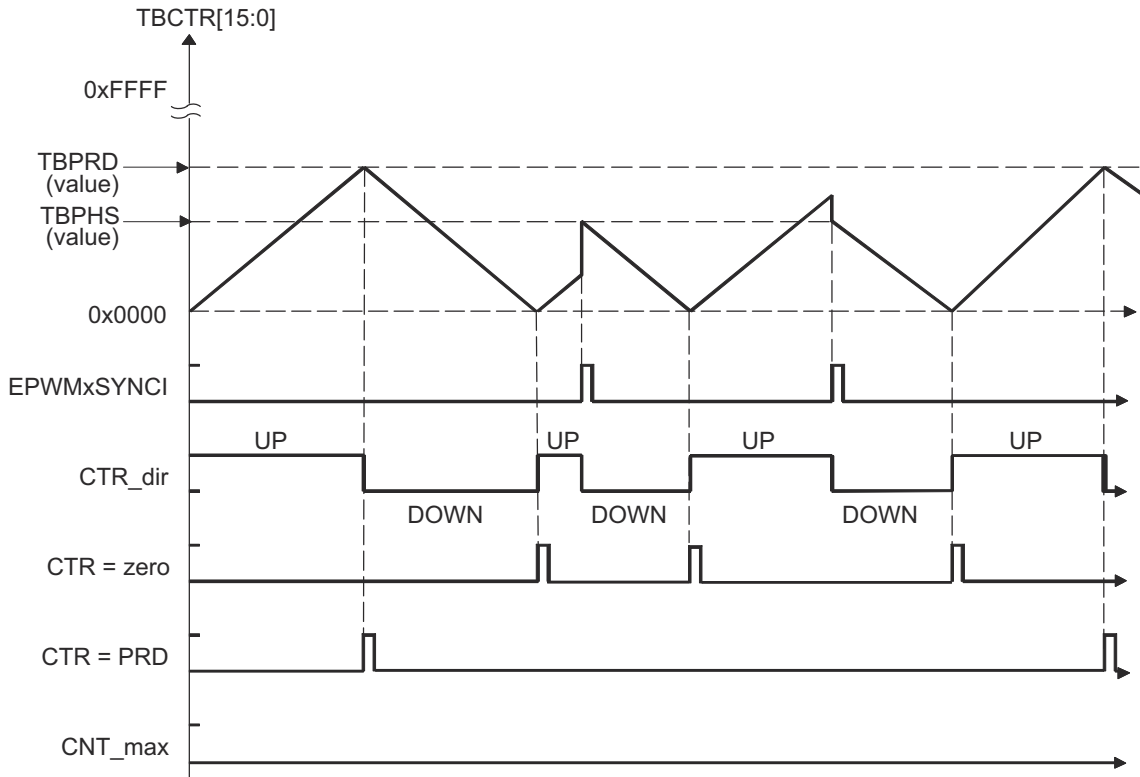 TBCTR[15:0]
0xFFFF
TBPRD
(value)
TBPHS
(value)
0x0000
EPWMxSYNCI
UP UP UP UP
CTR_dir
DOWN DOWN DOWN
CTR = zero
CTR = PRD
CNT_max